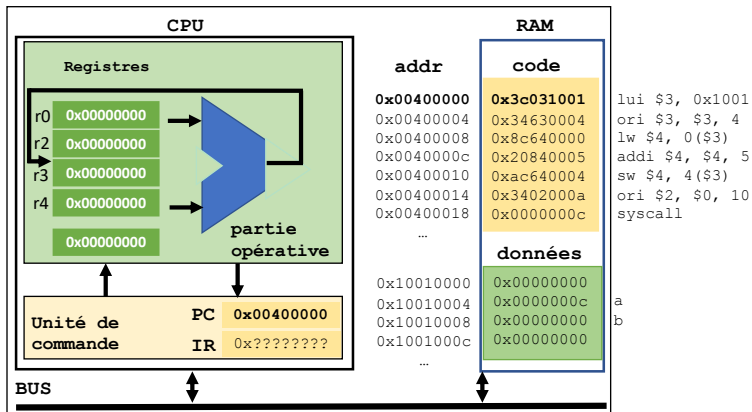 CPU
RAM
Registres
addr
code
0x00400000 0x3c031001 lui $3, 0x1001
r0 0x00000000 0x00400004 0x34630004 ori $3, $3, 4
r2 0x00000000 0x00400008 0x8c640000 lw $4, 0($3)
r3 0x00000000 0x0040000c 0x20840005 addi $4, $4, 5
r4 0x00000000 0x00400010 0xac640004 sw $4, 4($3)
0x00400014 0x3402000a ori $2, $0, 10
0x00400018 0x0000000c syscall
0x00000000
partie
opérative
…
données
0x10010000 0x00000000
0x10010004 0x0000000c a
0x10010008 0x00000000 b
0x1001000c 0x00000000
…
Unité de
commande
PC 0x00400000
IR 0x????????
BUS